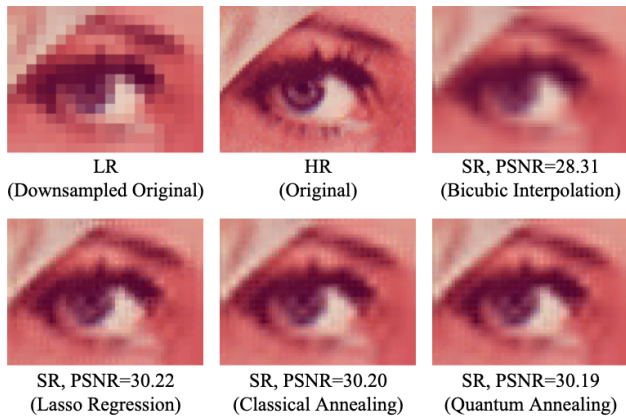 LR
(Downsampled Original)
HR
(Original)
SR, PSNR=28.31
(Bicubic Interpolation)
SR, PSNR=30.22
(Lasso Regression)
SR, PSNR=30.20
(Classical Annealing)
SR, PSNR=30.19
(Quantum Annealing)